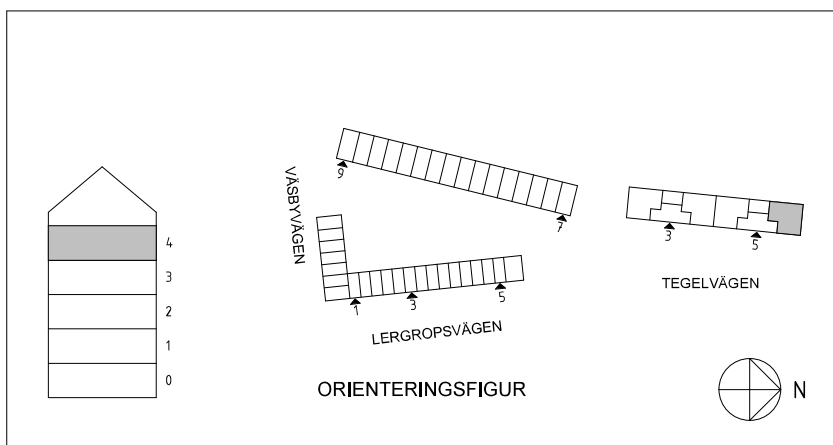 4
3
2
1
0
VÄSBYVÄGEN
9
7
1
3
5
LERGROPSVÄGEN
3
5
TEGELVÄGEN
ORIENTERINGSFIGUR
N